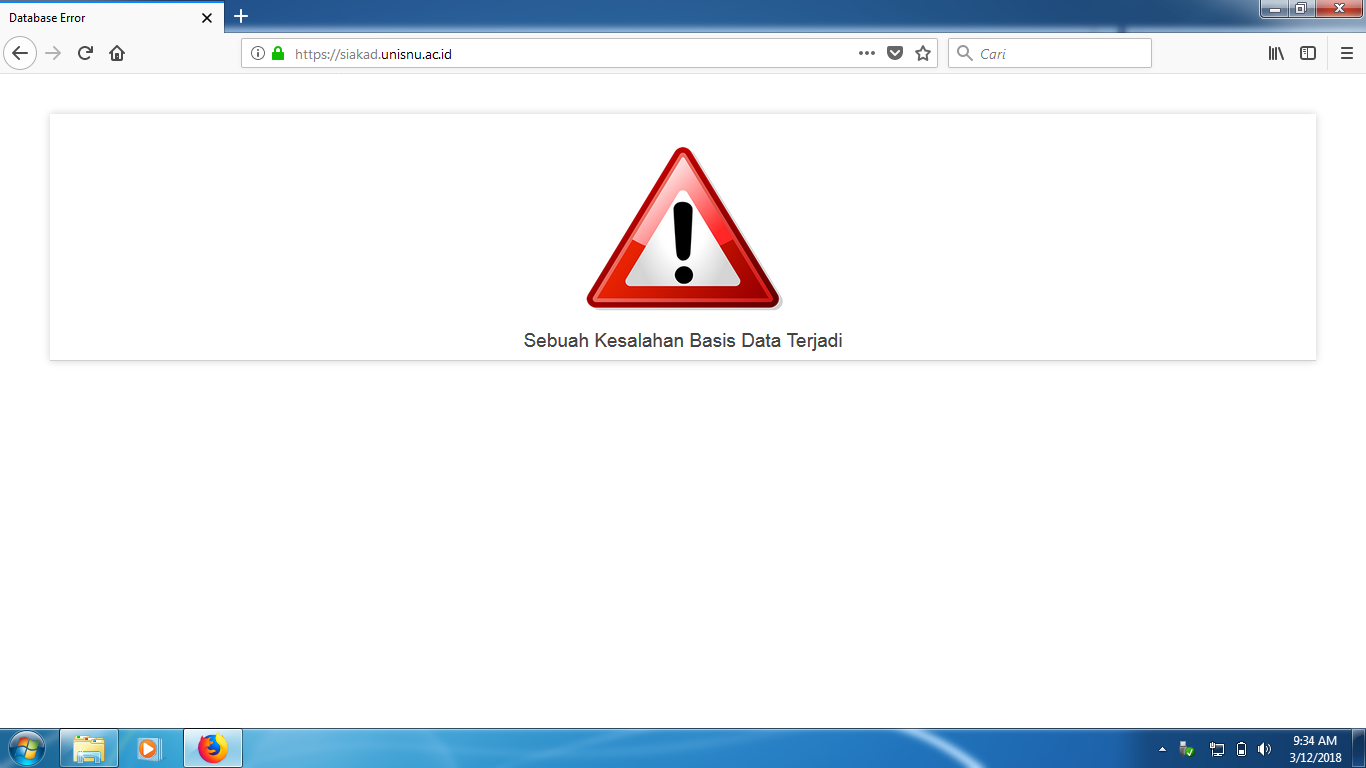 Database Error
https://siakad.unisnu.ac.id
Cari
Sebuah Kesalahan Basis Data Terjadi
9:34 AM
3/12/2018